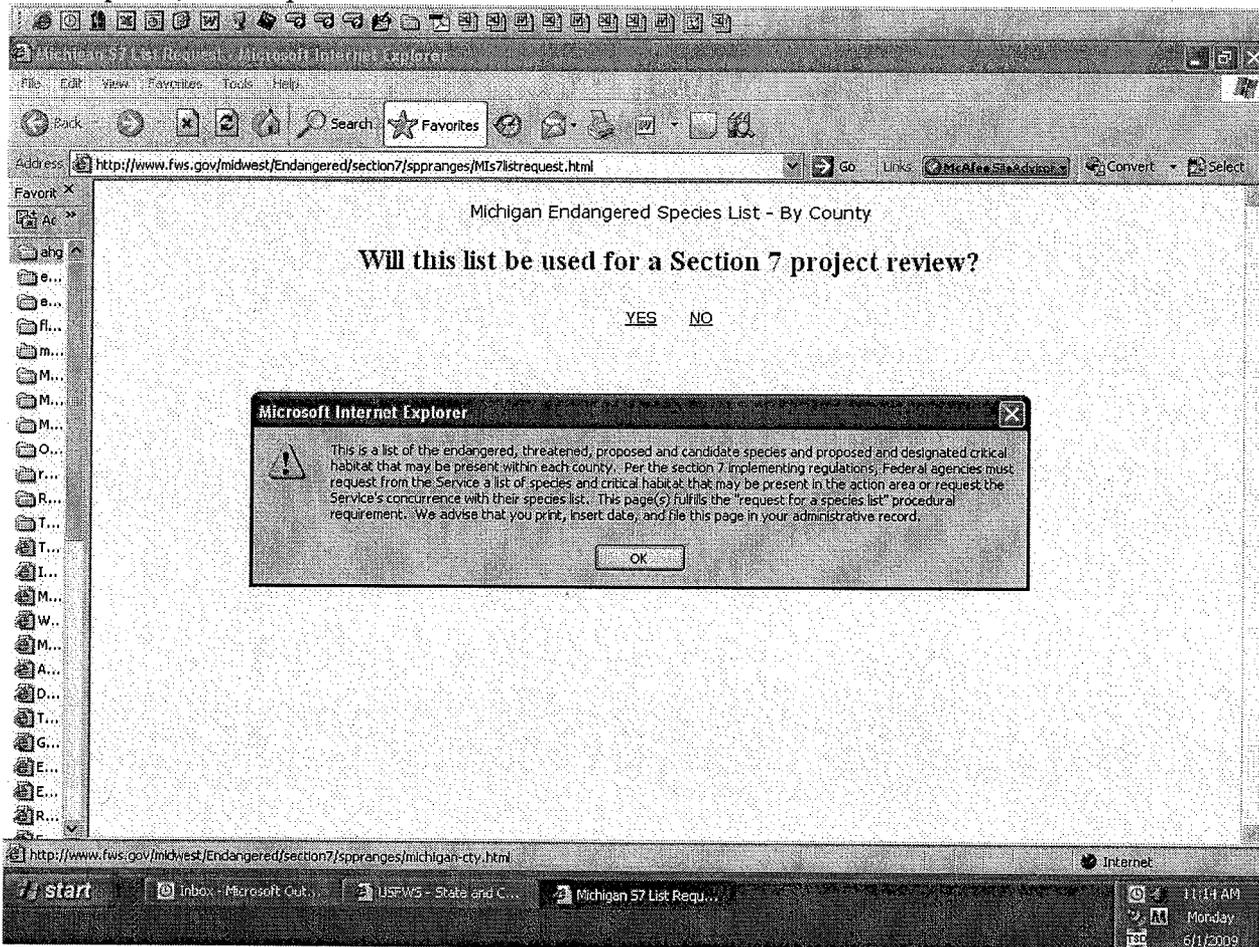 Michigan S7 List Request - Microsoft Internet Explorer
File Edit View Favorites Tools Help
Back Search Favorites
Address http://www.fws.gov/midwest/Endangered/section7/sppranges/MIs7listrequest.html Go Links McAfee SiteAdvisor Convert Select
Favorit
Michigan Endangered Species List - By County
Will this list be used for a Section 7 project review?
YES NO
Microsoft Internet Explorer
This is a list of the endangered, threatened, proposed and candidate species and proposed and designated critical
habitat that may be present within each county. Per the section 7 implementing regulations, Federal agencies must
request from the Service a list of species and critical habitat that may be present in the action area or request the
Service's concurrence with their species list. This page(s) fulfills the "request for a species list" procedural
requirement. We advise that you print, insert date, and file this page in your administrative record.
OK
Ac »
ahg
e...
e...
fl...
m...
M...
M...
M...
O...
r...
R...
T...
T...
I...
M...
W...
M...
A...
D...
T...
G...
E...
E...
R...
http://www.fws.gov/midwest/Endangered/section7/sppranges/michigan-cty.html Internet
start Inbox - Microsoft Out... USFWS - State and C... Michigan S7 List Requ... 11:14 AM
Monday
6/1/2009